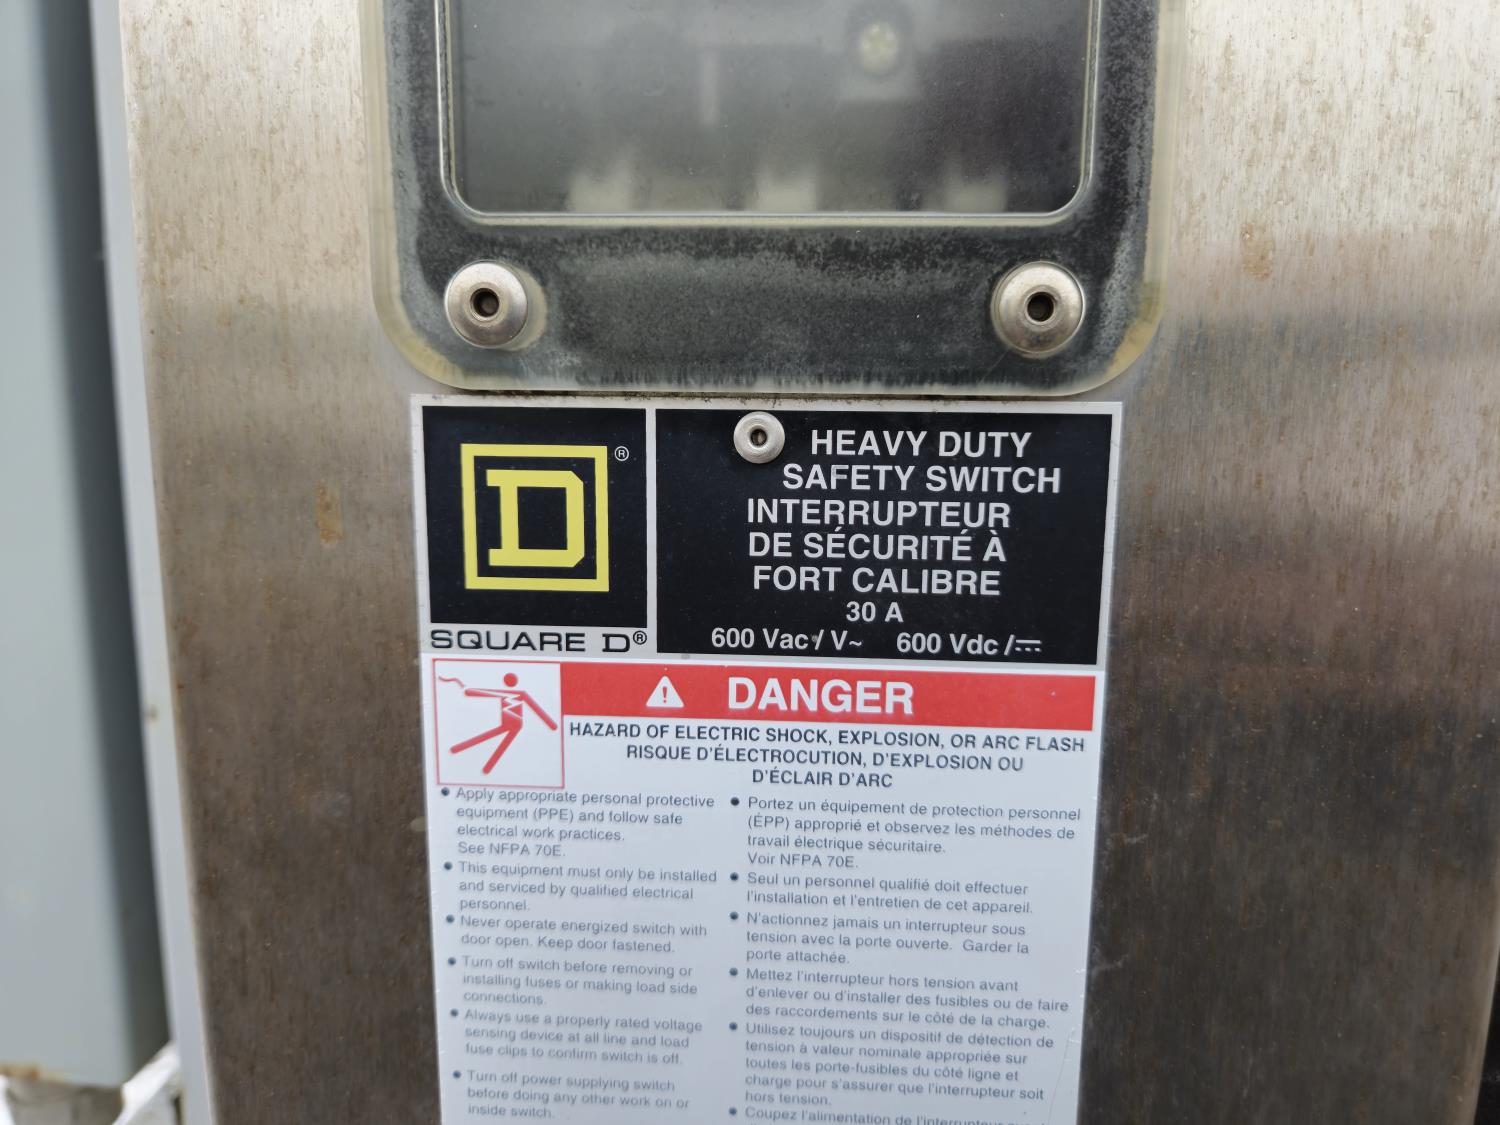 HEAVY DUTY
SAFETY SWITCH
INTERRUPTEUR
DE SÉCURITÉ À
FORT CALIBRE
30 A
600 Vac / V~ 600 Vdc /⎓
D®
SQUARE D®
⚠ DANGER
HAZARD OF ELECTRIC SHOCK, EXPLOSION, OR ARC FLASH
RISQUE D'ÉLECTROCUTION, D'EXPLOSION OU
D'ÉCLAIR D'ARC
• Apply appropriate personal protective
equipment (PPE) and follow safe
electrical work practices.
See NFPA 70E.
• This equipment must only be installed
and serviced by qualified electrical
personnel.
• Never operate energized switch with
door open. Keep door fastened.
• Turn off switch before removing or
installing fuses or making load side
connections.
• Always use a properly rated voltage
sensing device at all line and load
fuse clips to confirm switch is off.
• Turn off power supplying switch
before doing any other work on or
inside switch.
• Portez un équipement de protection personnel
(ÉPP) approprié et observez les méthodes de
travail électrique sécuritaire.
Voir NFPA 70E.
• Seul un personnel qualifié doit effectuer
l'installation et l'entretien de cet appareil.
• N'actionnez jamais un interrupteur sous
tension avec la porte ouverte. Garder la
porte attachée.
• Mettez l'interrupteur hors tension avant
d'enlever ou d'installer des fusibles ou de faire
des raccordements sur le côté de la charge.
• Utilisez toujours un dispositif de détection de
tension à valeur nominale appropriée sur
toutes les porte-fusibles du côté ligne et
charge pour s'assurer que l'interrupteur soit
hors tension.
• Coupez l'alimentation de l'interrupteur